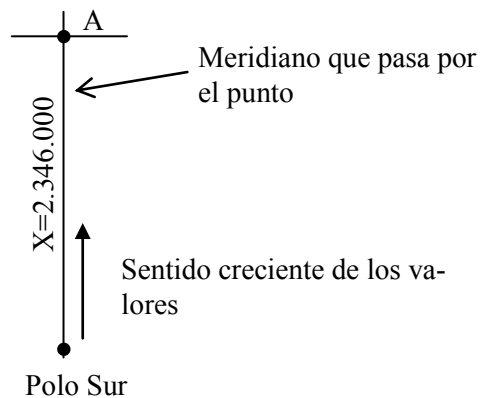 A
Meridiano que pasa por
el punto
X=2.346.000
Sentido creciente de los va-
lores
Polo Sur